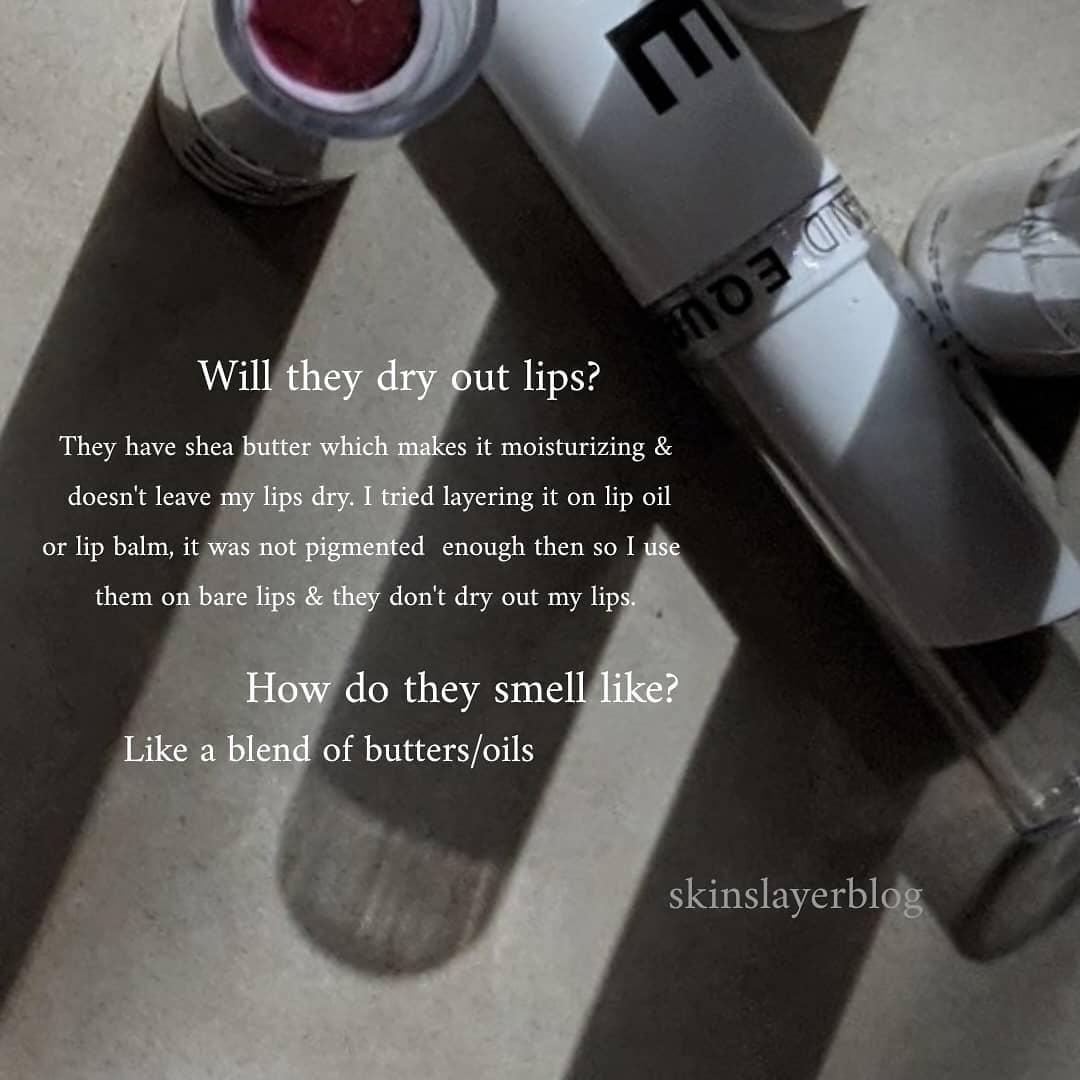 E
AND EQU
Will they dry out lips?
They have shea butter which makes it moisturizing &
doesn't leave my lips dry. I tried layering it on lip oil
or lip balm, it was not pigmented  enough then so I use
them on bare lips & they don't dry out my lips.
How do they smell like?
Like a blend of butters/oils
skinslayerblog